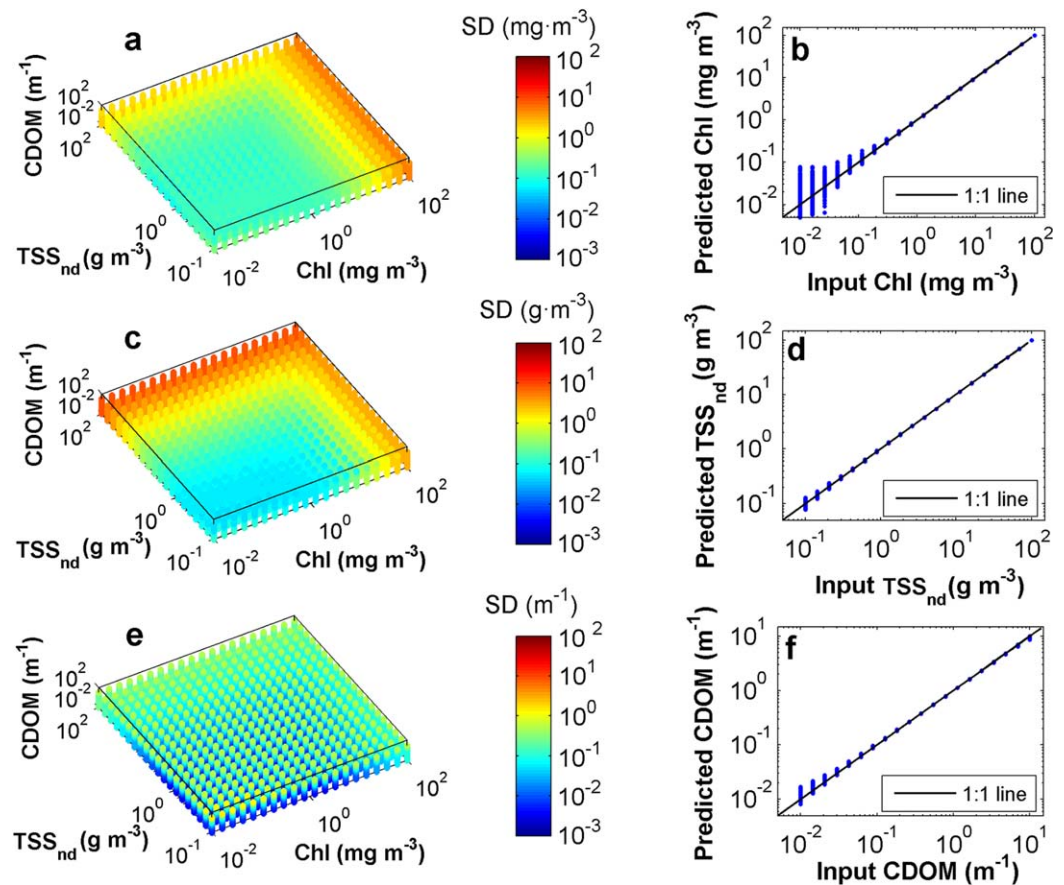 a
SD (mg·m⁻³)
CDOM (m⁻¹)
10²
10⁻²
10²
10⁰
TSSnd(g m⁻³)
10⁻¹
10⁻²
Chl (mg m⁻³)
10⁰
10²
10²
10¹
10⁰
10⁻¹
10⁻²
10⁻³
b
Predicted Chl (mg m⁻³)
10²
10¹
10⁰
10⁻¹
10⁻²
1:1 line
10⁻² 10⁻¹ 10⁰ 10¹ 10²
Input Chl (mg m⁻³)
c
SD (g·m⁻³)
CDOM (m⁻¹)
10²
10⁻²
10²
10⁰
TSSnd(g m⁻³)
10⁻¹
10⁻²
Chl (mg m⁻³)
10⁰
10²
10²
10¹
10⁰
10⁻¹
10⁻²
10⁻³
d
Predicted TSSnd(g m⁻³)
10²
10¹
10⁰
10⁻¹
1:1 line
10⁻¹ 10⁰ 10¹ 10²
Input TSSnd(g m⁻³)
e
SD (m⁻¹)
CDOM (m⁻¹)
10²
10⁻²
10²
10⁰
TSSnd(g m⁻³)
10⁻¹
10⁻²
Chl (mg m⁻³)
10⁰
10²
10²
10¹
10⁰
10⁻¹
10⁻²
10⁻³
f
Predicted CDOM (m⁻¹)
10¹
10⁰
10⁻¹
10⁻²
1:1 line
10⁻² 10⁻¹ 10⁰ 10¹
Input CDOM (m⁻¹)